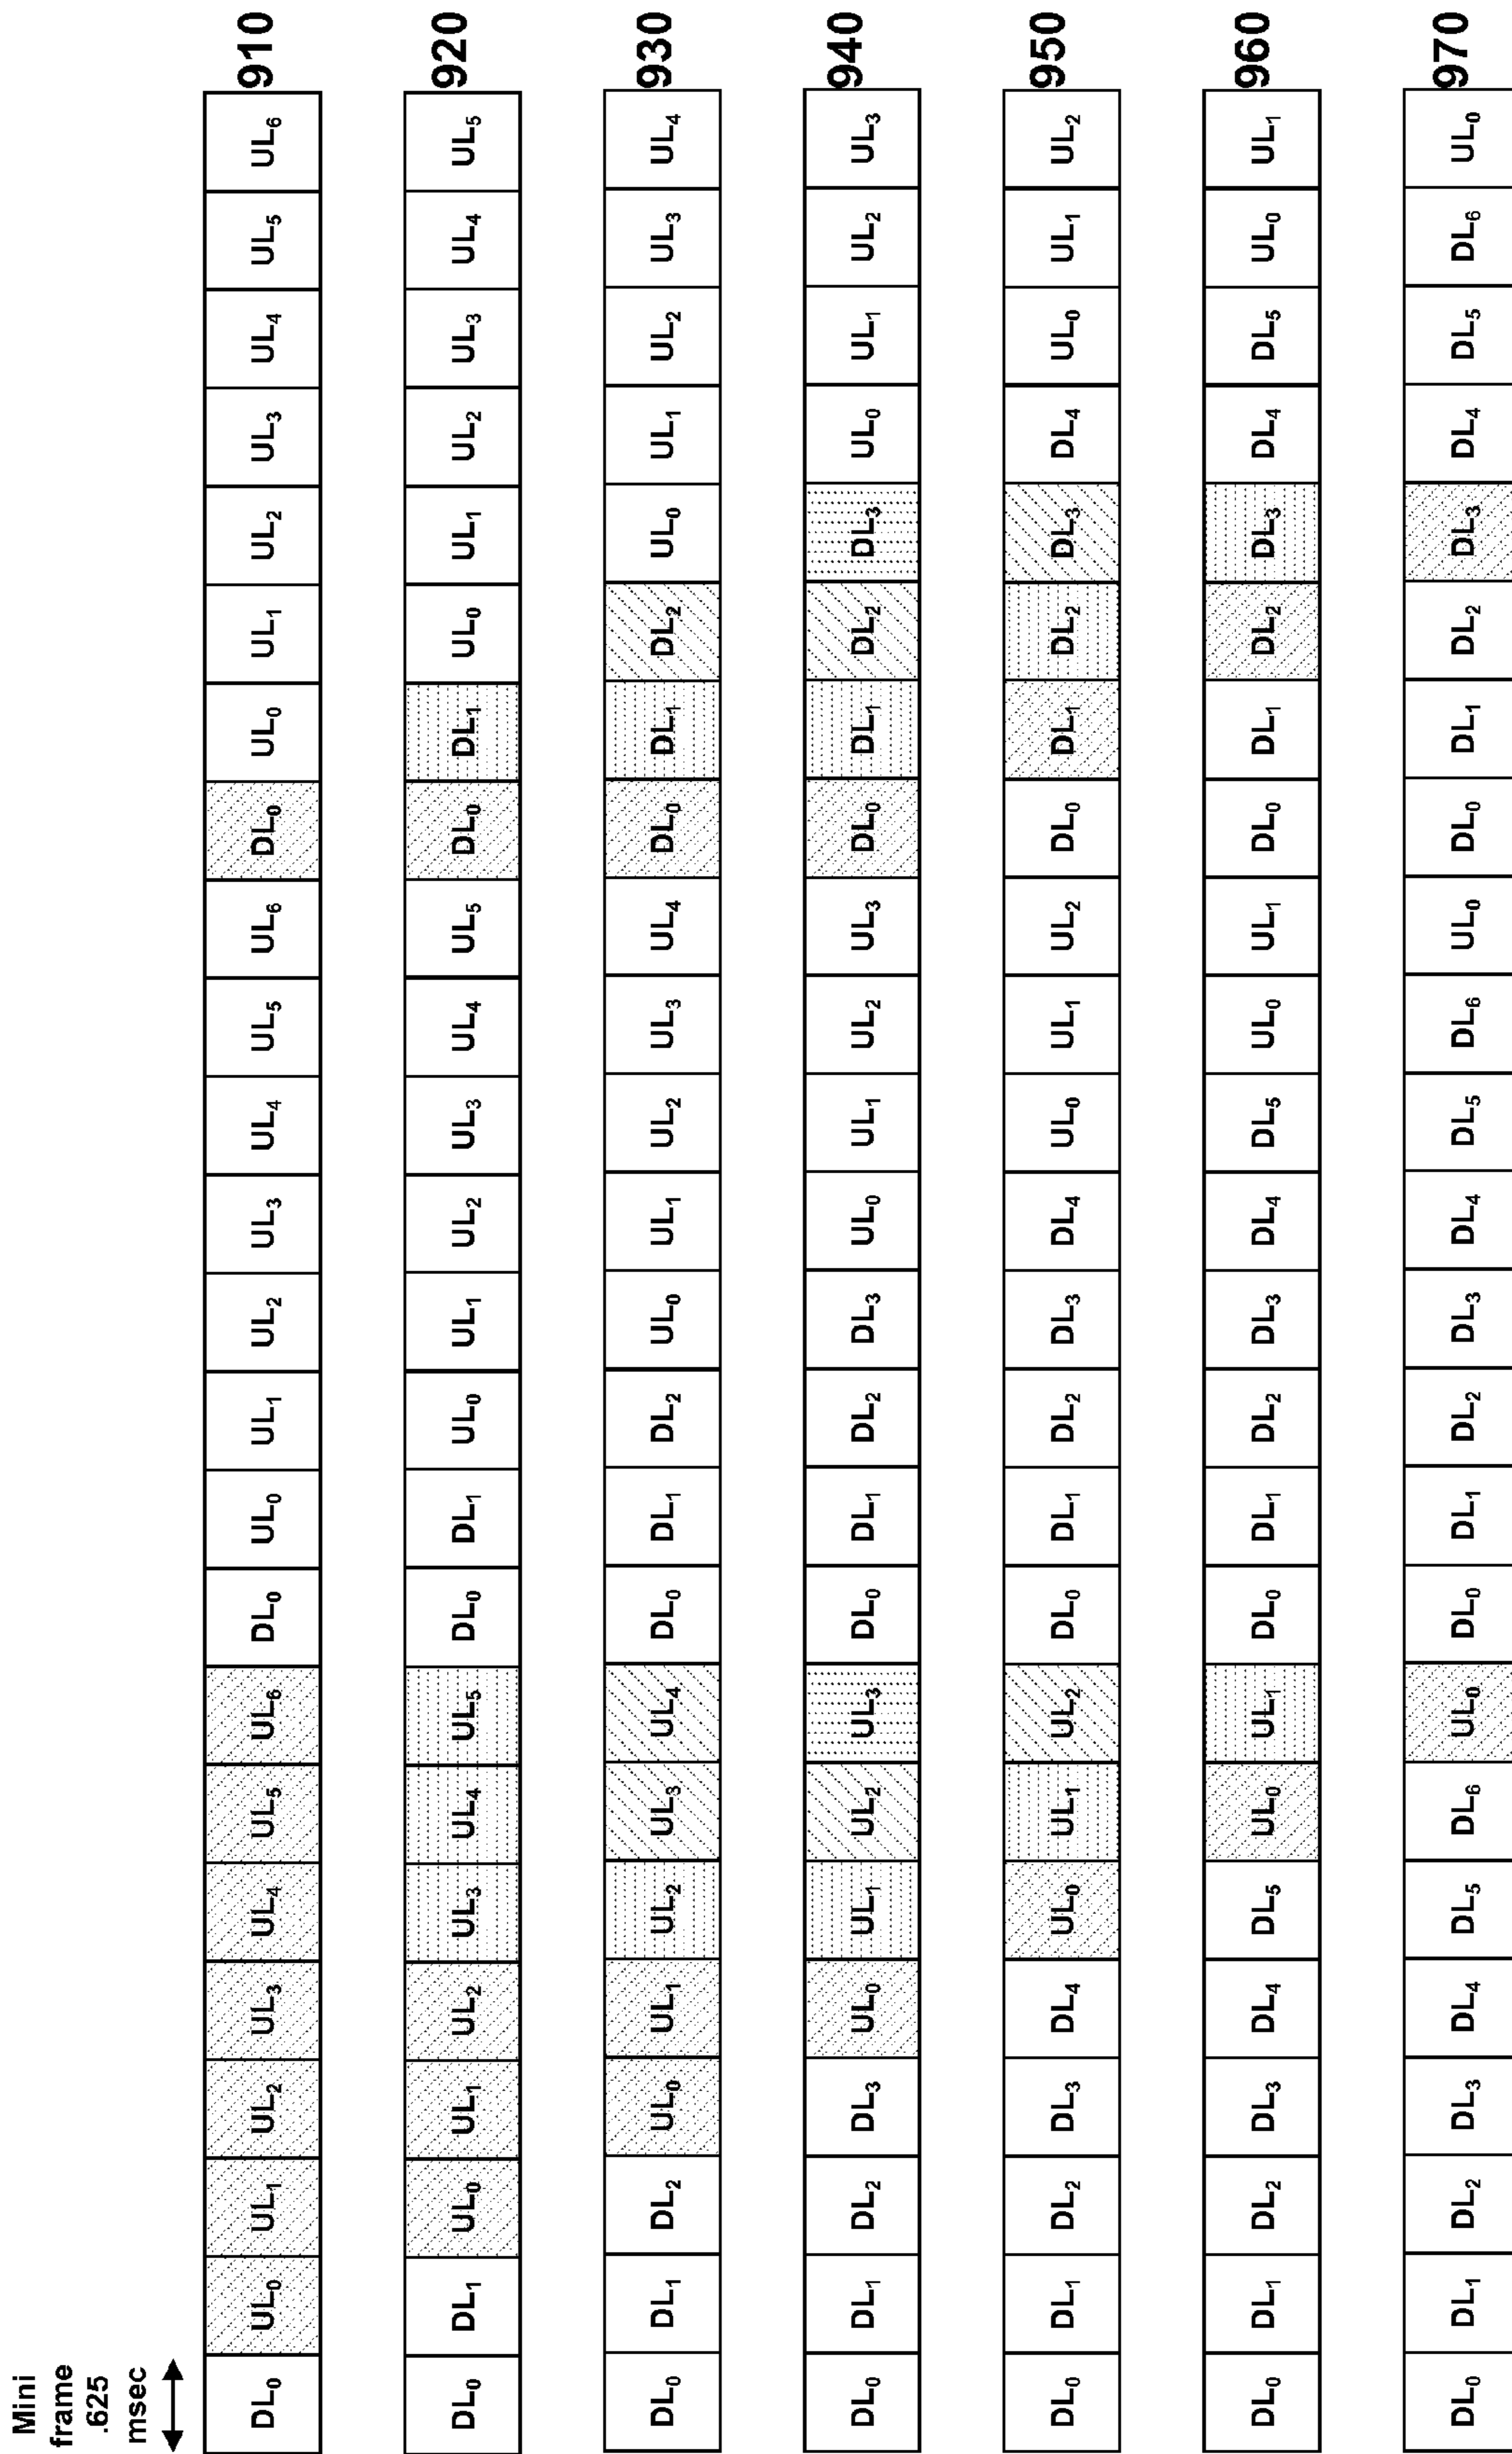 Mini
frame
.625
msec
DL₀ UL₀ UL₁ UL₂ UL₃ UL₄ UL₅ UL₆ DL₀ UL₀ UL₁ UL₂ UL₃ UL₄ UL₅ UL₆ DL₀ UL₀ UL₁ UL₂ UL₃ UL₄ UL₅ UL₆ 910
DL₀ DL₁ UL₀ UL₁ UL₂ UL₃ UL₄ UL₅ DL₀ DL₁ UL₀ UL₁ UL₂ UL₃ UL₄ UL₅ DL₀ DL₁ UL₀ UL₁ UL₂ UL₃ UL₄ UL₅ 920
DL₀ DL₁ DL₂ UL₀ UL₁ UL₂ UL₃ UL₄ DL₀ DL₁ DL₂ UL₀ UL₁ UL₂ UL₃ UL₄ DL₀ DL₁ DL₂ UL₀ UL₁ UL₂ UL₃ UL₄ 930
DL₀ DL₁ DL₂ DL₃ UL₀ UL₁ UL₂ UL₃ DL₀ DL₁ DL₂ DL₃ UL₀ UL₁ UL₂ UL₃ DL₀ DL₁ DL₂ DL₃ UL₀ UL₁ UL₂ UL₃ 940
DL₀ DL₁ DL₂ DL₃ DL₄ UL₀ UL₁ UL₂ DL₀ DL₁ DL₂ DL₃ DL₄ UL₀ UL₁ UL₂ DL₀ DL₁ DL₂ DL₃ DL₄ UL₀ UL₁ UL₂ 950
DL₀ DL₁ DL₂ DL₃ DL₄ DL₅ UL₀ UL₁ DL₀ DL₁ DL₂ DL₃ DL₄ DL₅ UL₀ UL₁ DL₀ DL₁ DL₂ DL₃ DL₄ DL₅ UL₀ UL₁ 960
DL₀ DL₁ DL₂ DL₃ DL₄ DL₅ DL₆ UL₀ DL₀ DL₁ DL₂ DL₃ DL₄ DL₅ DL₆ UL₀ DL₀ DL₁ DL₂ DL₃ DL₄ DL₅ DL₆ UL₀ 970